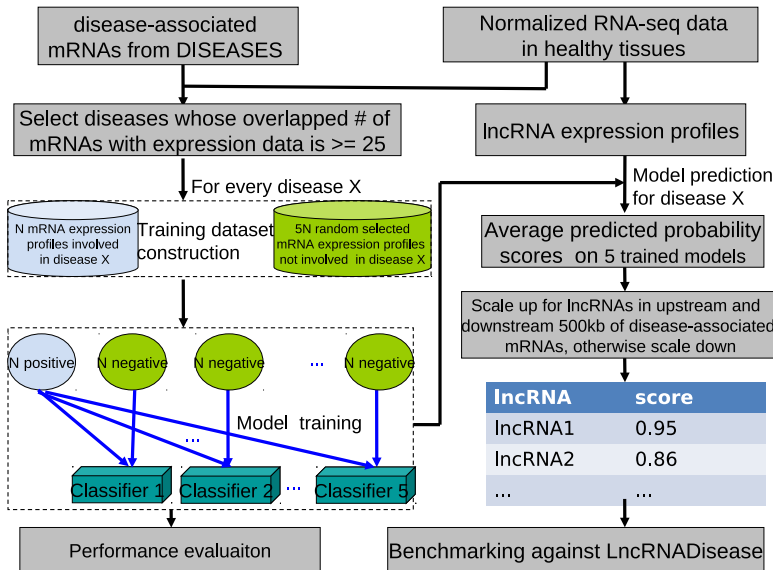 disease-associated
mRNAs from DISEASES
Normalized RNA-seq data
in healthy tissues
Select diseases whose overlapped # of
mRNAs with expression data is >= 25
lncRNA expression profiles
For every disease X
Model prediction
for disease X
N mRNA expression
profiles involved
in disease X
Training dataset
construction
5N random selected
mRNA expression profiles
not involved in disease X
Average predicted probability
scores on 5 trained models
Scale up for lncRNAs in upstream and
downstream 500kb of disease-associated
mRNAs, otherwise scale down
N positive
N negative
N negative
...
N negative
Model training
...
Classifier 1
Classifier 2
...
Classifier 5
lncRNA score
lncRNA1 0.95
lncRNA2 0.86
... ...
Performance evaluaiton
Benchmarking against LncRNADisease